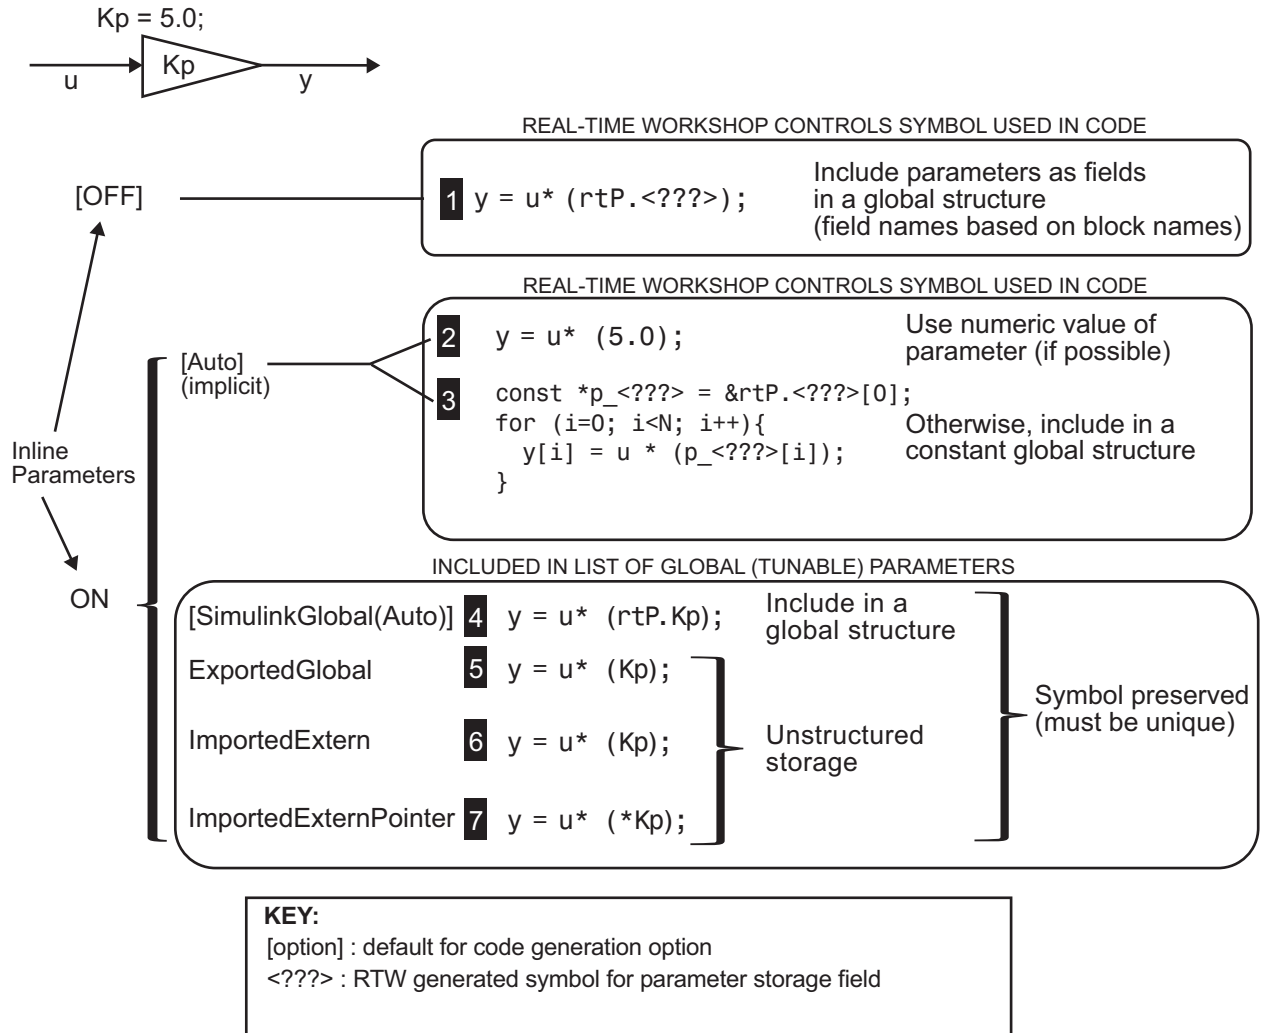 Kp = 5.0;
Kp
u
y
REAL-TIME WORKSHOP CONTROLS SYMBOL USED IN CODE
[OFF]
1 y = u* (rtP.<???>);
Include parameters as fields
in a global structure
(field names based on block names)
REAL-TIME WORKSHOP CONTROLS SYMBOL USED IN CODE
[Auto]
(implicit)
2 y = u* (5.0);
Use numeric value of
parameter (if possible)
3 const *p_<???> = &rtP.<???>[0];
for (i=0; i<N; i++){
y[i] = u * (p_<???>[i]);
}
Otherwise, include in a
constant global structure
Inline
Parameters
ON
INCLUDED IN LIST OF GLOBAL (TUNABLE) PARAMETERS
[SimulinkGlobal(Auto)] 4 y = u* (rtP.Kp);
Include in a
global structure
ExportedGlobal 5 y = u* (Kp);
ImportedExtern 6 y = u* (Kp);
Unstructured
storage
Symbol preserved
(must be unique)
ImportedExternPointer 7 y = u* (*Kp);
KEY:
[option] : default for code generation option
<???> : RTW generated symbol for parameter storage field